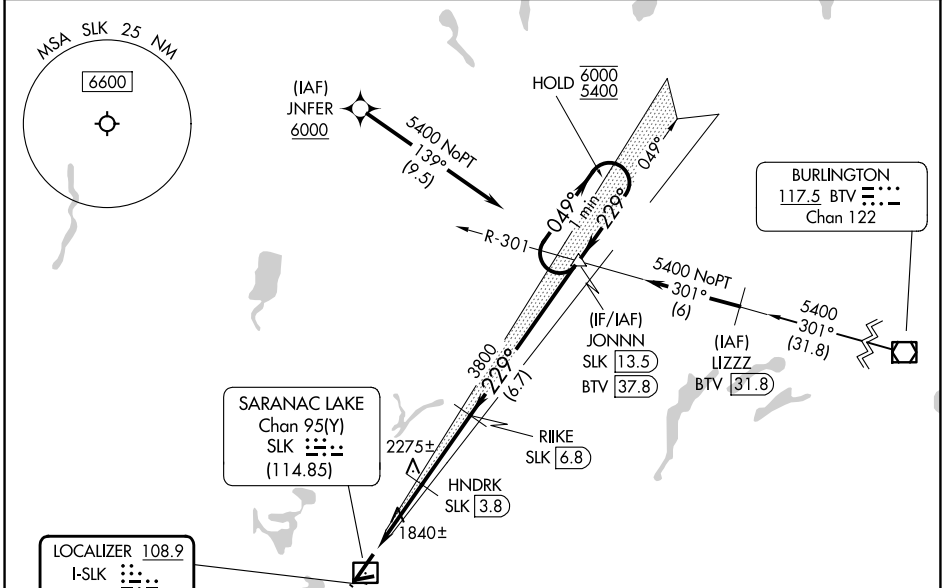 MSA SLK 25 NM
6600
(IAF)
JNFER
6000
5400 NoPT
139°
(9.5)
HOLD 6000
5400
049°
1 min
229°
049°
R-301
BURLINGTON
117.5 BTV
Chan 122
5400 NoPT
301°
(6)
5400
301°
(31.8)
(IF/IAF)
JONNN
SLK 13.5
BTV 37.8
(IAF)
LIZZZ
BTV 31.8
3800
229°
(6.7)
SARANAC LAKE
Chan 95(Y)
SLK
(114.85)
RIIKE
SLK 6.8
2275±
HNDRK
SLK 3.8
1840±
LOCALIZER 108.9
I-SLK